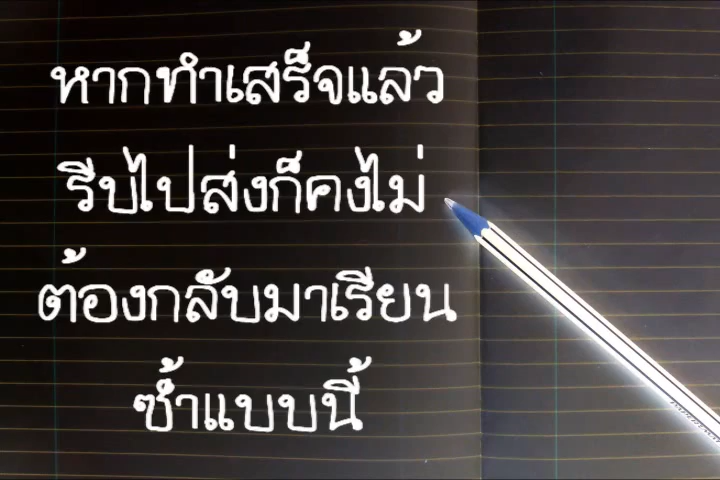 หากทำเสร็จแล้ว
รีบไปส่งก็คงไม่
ต้องกลับมาเรียน
ซ้ำแบบนี้